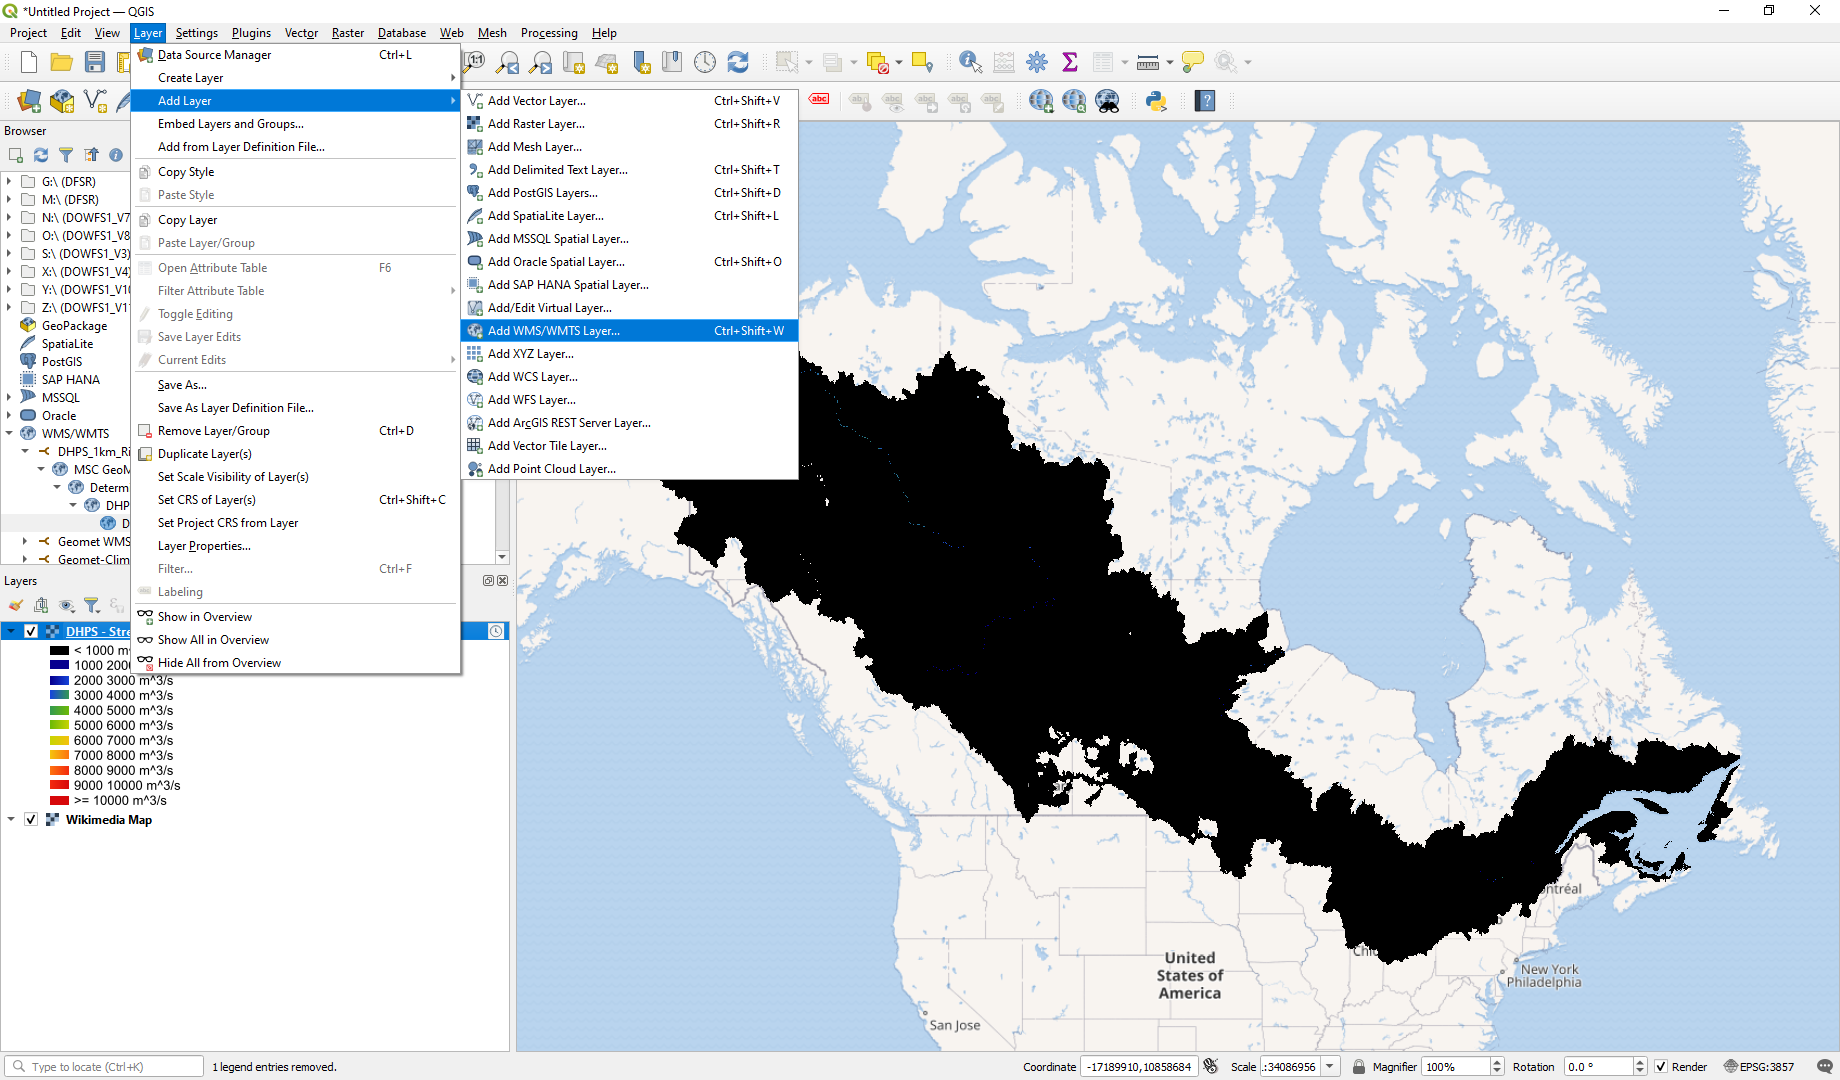 *Untitled Project — QGIS
Project Edit View Layer Settings Plugins Vector Raster Database Web Mesh Processing Help
Data Source Manager Ctrl+L
Create Layer
Add Layer
Embed Layers and Groups...
Add from Layer Definition File...
Copy Style
Paste Style
Copy Layer
Paste Layer/Group
Open Attribute Table F6
Filter Attribute Table
Toggle Editing
Save Layer Edits
Current Edits
Save As...
Save As Layer Definition File...
Remove Layer/Group Ctrl+D
Duplicate Layer(s)
Set Scale Visibility of Layer(s)
Set CRS of Layer(s) Ctrl+Shift+C
Set Project CRS from Layer
Layer Properties...
Filter... Ctrl+F
Labeling
Show in Overview
Show All in Overview
Hide All from Overview
Add Vector Layer... Ctrl+Shift+V
Add Raster Layer... Ctrl+Shift+R
Add Mesh Layer...
Add Delimited Text Layer... Ctrl+Shift+T
Add PostGIS Layers... Ctrl+Shift+D
Add SpatiaLite Layer... Ctrl+Shift+L
Add MSSQL Spatial Layer...
Add Oracle Spatial Layer... Ctrl+Shift+O
Add SAP HANA Spatial Layer...
Add/Edit Virtual Layer...
Add WMS/WMTS Layer... Ctrl+Shift+W
Add XYZ Layer...
Add WCS Layer...
Add WFS Layer...
Add ArcGIS REST Server Layer...
Add Vector Tile Layer...
Add Point Cloud Layer...
1:1
abc
Browser
G:\ (DFSR)
M:\ (DFSR)
N:\ (DOWFS1_V7
O:\ (DOWFS1_V8
S:\ (DOWFS1_V3)
X:\ (DOWFS1_V4)
Y:\ (DOWFS1_V10
Z:\ (DOWFS1_V11
GeoPackage
SpatiaLite
PostGIS
SAP HANA
MSSQL
Oracle
WMS/WMTS
DHPS_1km_Ri
MSC GeoM
Determ
DHP
D
Geomet WMS
Geomet-Clim
Layers
DHPS - Stre
< 1000 m^
1000 2000
2000 3000 m^3/s
3000 4000 m^3/s
4000 5000 m^3/s
5000 6000 m^3/s
6000 7000 m^3/s
7000 8000 m^3/s
8000 9000 m^3/s
9000 10000 m^3/s
>= 10000 m^3/s
Wikimedia Map
ontréal
Chi
New York
Philadelphia
United
States of
America
San Jose
Type to locate (Ctrl+K) 1 legend entries removed. Coordinate -17189910,10858684 Scale :34086956 Magnifier 100% Rotation 0.0 ° Render EPSG:3857